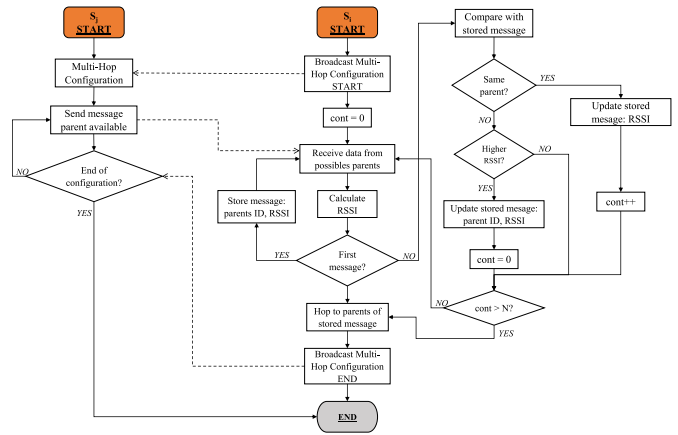 Sj
START
Multi-Hop
Configuration
Send message
parent available
NO
End of
configuration?
YES
Si
START
Broadcast Multi-
Hop Configuration
START
cont = 0
Receive data from
possibles parents
Store message:
parents ID, RSSI
Calculate
RSSI
YES
First
message?
NO
Hop to parents of
stored message
Broadcast Multi-
Hop Configuration
END
END
Compare with
stored message
Same
parent?
YES
Update stored
mesage: RSSI
NO
Higher
RSSI?
NO
YES
Update stored mesage:
parent ID, RSSI
cont++
cont = 0
NO
cont > N?
YES